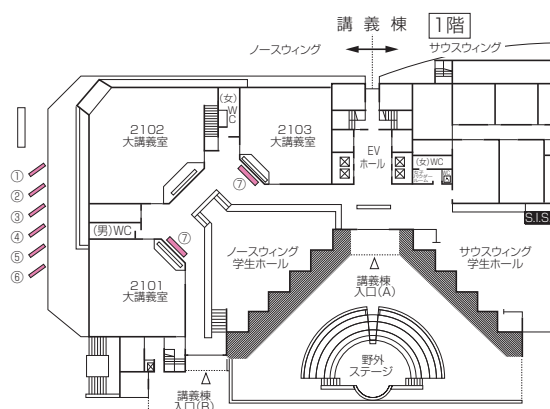 講義棟 1階
ノースウィング
サウスウィング
(女)
WC
2102
大講義室
2103
大講義室
EV
ホール
(女)WC
①
②
③
④
⑤
⑥
⑦
S.I.S
(男)WC
⑦
ノースウィング
学生ホール
サウスウィング
学生ホール
2101
大講義室
講義棟
入口(A)
野外
ステージ
講義棟
入口(B)